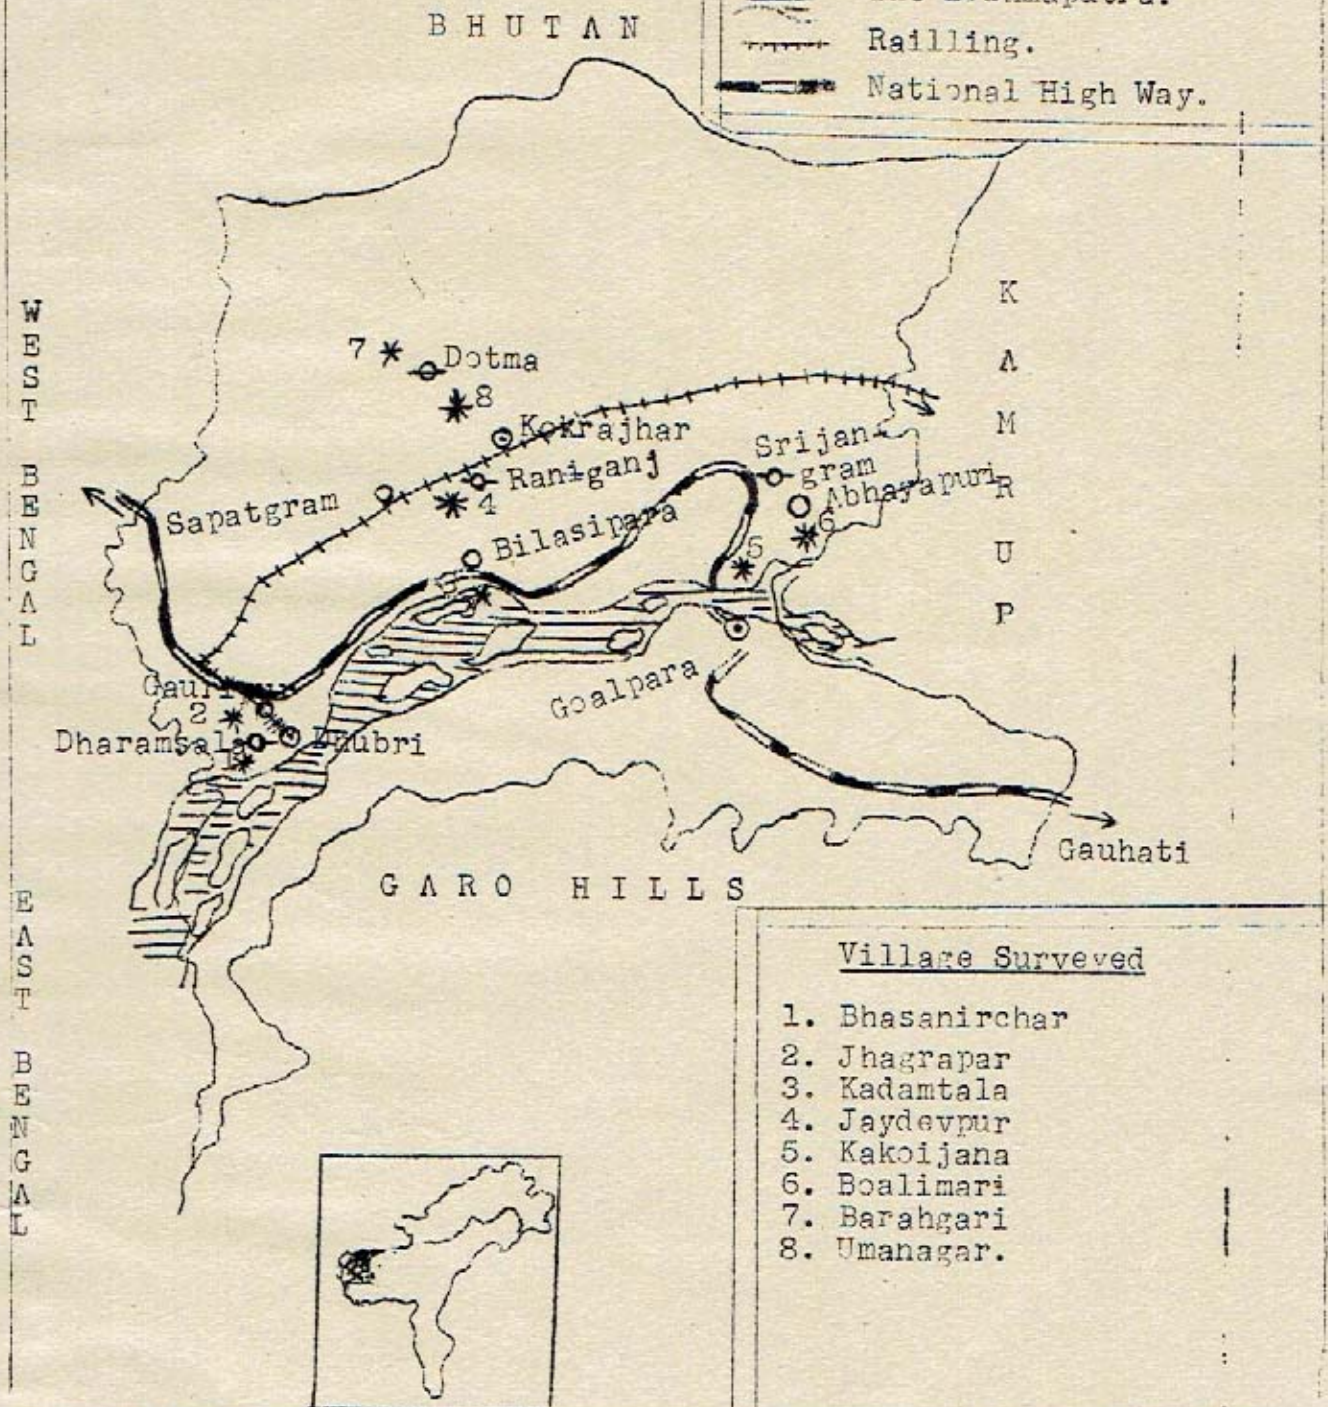 BHUTAN
Railling.
National High Way.
WEST BENGAL
KAMRUP
7
Dotma
8
Kokrajhar
Srijan-
gram
Raniganj
4
Abhayapuri
6
Sapatgram
Bilasipara
5
Goalpara
2
Dharamsala
Dhubri
1
Gauhati
GARO HILLS
EAST BENGAL
Village Surveyed
1. Bhasanirchar
2. Jhagrapar
3. Kadamtala
4. Jaydevpur
5. Kakoijana
6. Boalimari
7. Barahgari
8. Umanagar.